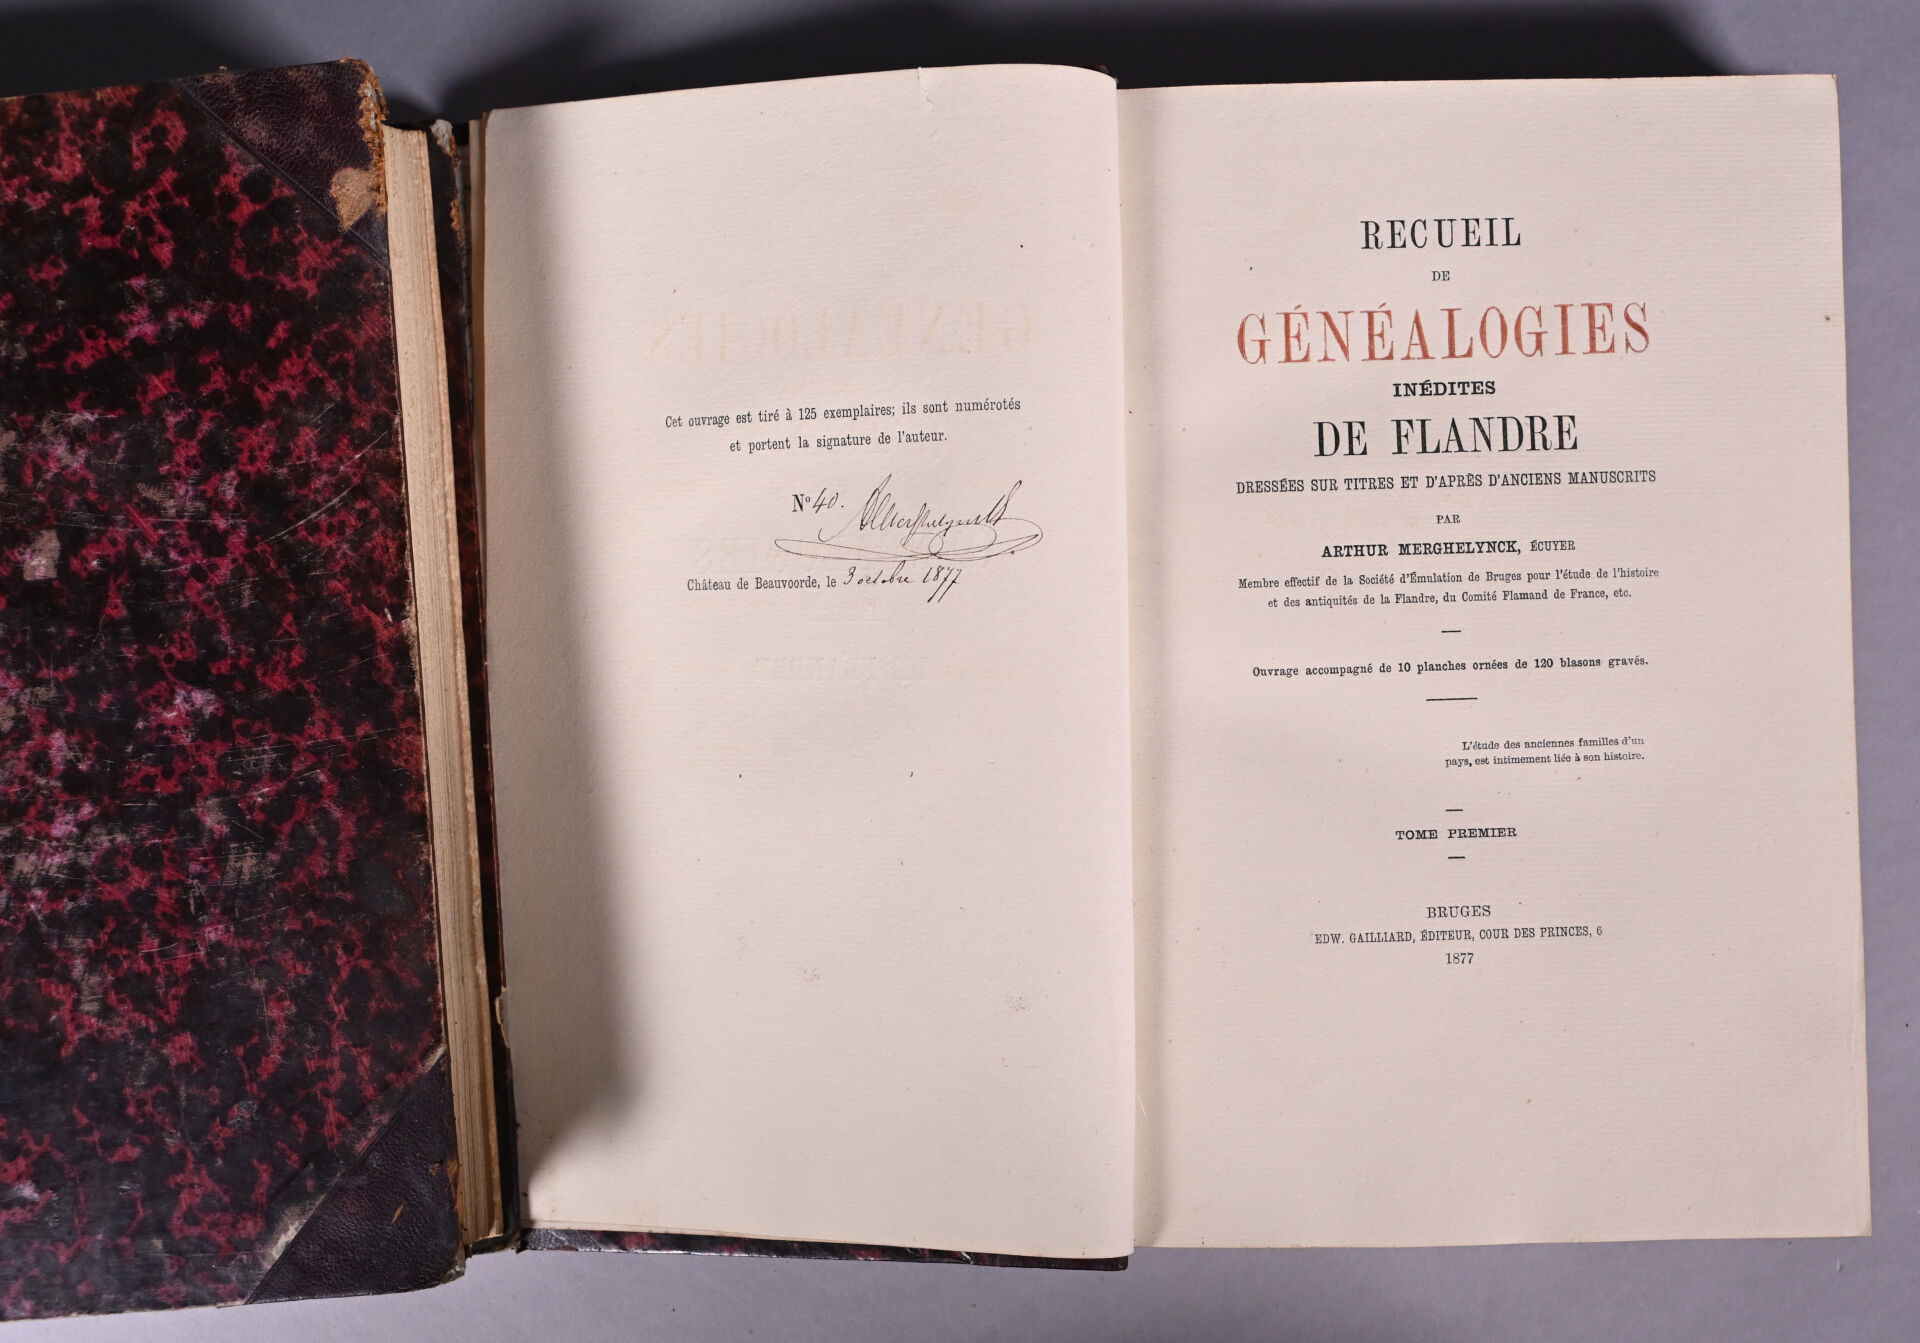 Cet ouvrage est tiré à 125 exemplaires; ils sont numérotés
et portent la signature de l'auteur.
Nº 40. AMerghelynck
Château de Beauvoorde, le 3 octobre 1877
RECUEIL
DE
GÉNÉALOGIES
INÉDITES
DE FLANDRE
DRESSÉES SUR TITRES ET D'APRÈS D'ANCIENS MANUSCRITS
PAR
ARTHUR MERGHELYNCK, ÉCUYER
Membre effectif de la Société d'Émulation de Bruges pour l'étude de l'histoire
et des antiquités de la Flandre, du Comité Flamand de France, etc.
Ouvrage accompagné de 10 planches ornées de 120 blasons gravés.
L'étude des anciennes familles d'un
pays, est intimement liée à son histoire.
TOME PREMIER
BRUGES
EDW. GAILLIARD, ÉDITEUR, COUR DES PRINCES, 6
1877